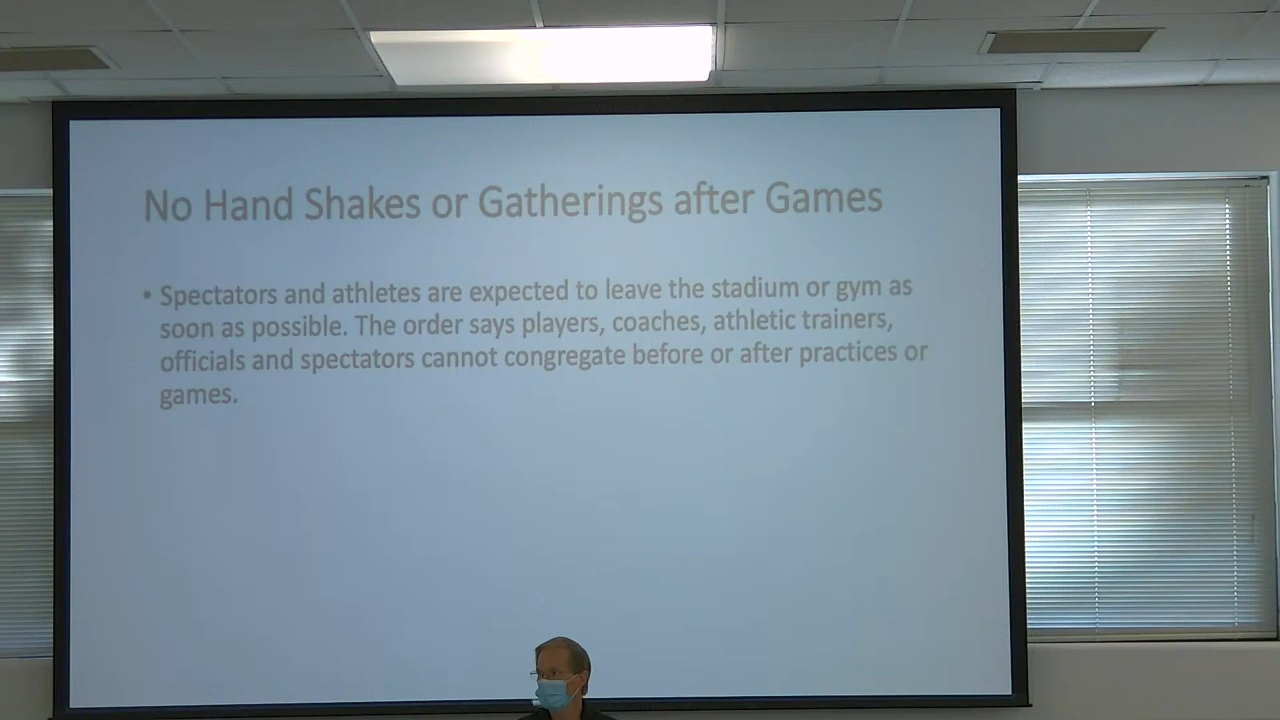 No Hand Shakes or Gatherings after Games
• Spectators and athletes are expected to leave the stadium or gym as
soon as possible. The order says players, coaches, athletic trainers,
officials and spectators cannot congregate before or after practices or
games.